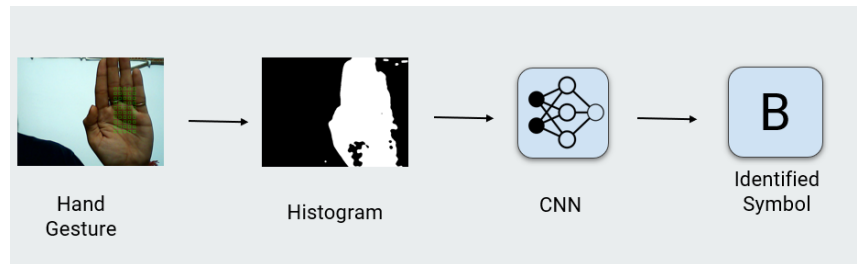 Hand
Gesture
Histogram
CNN
B
Identified
Symbol